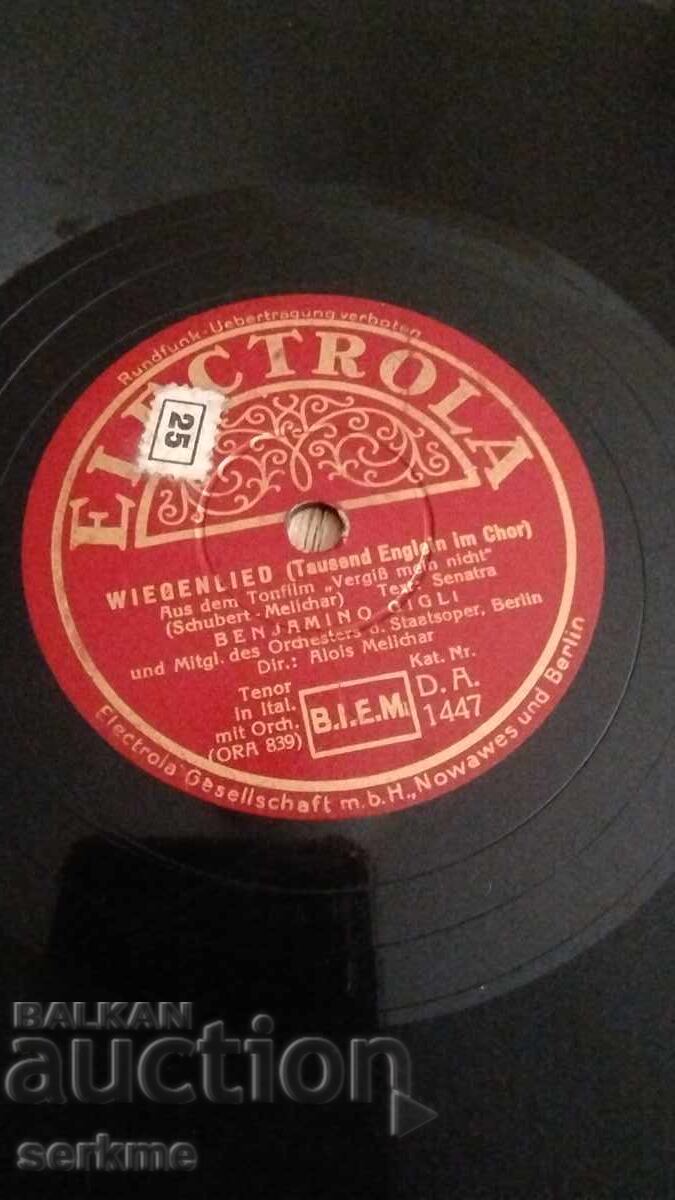 Rundfunk-Uebertragung verboten
ELECTROLA
25
WIEGENLIED (Tausend Englein im Chor)
Aus dem Tonfilm „Vergiß mein nicht"
(Schubert-Melichar) Text: Senatra
BENJAMINO GIGLI
und Mitgl. des Orchesters d. Staatsoper, Berlin
Dir.: Alois Melichar
Tenor
in Ital.
mit Orch.
(ORA 839)
B.I.E.M.
Kat. Nr.
D.A.
1447
Electrola Gesellschaft m.b.H., Nowawes und Berlin
BALKAN
auction
serkme